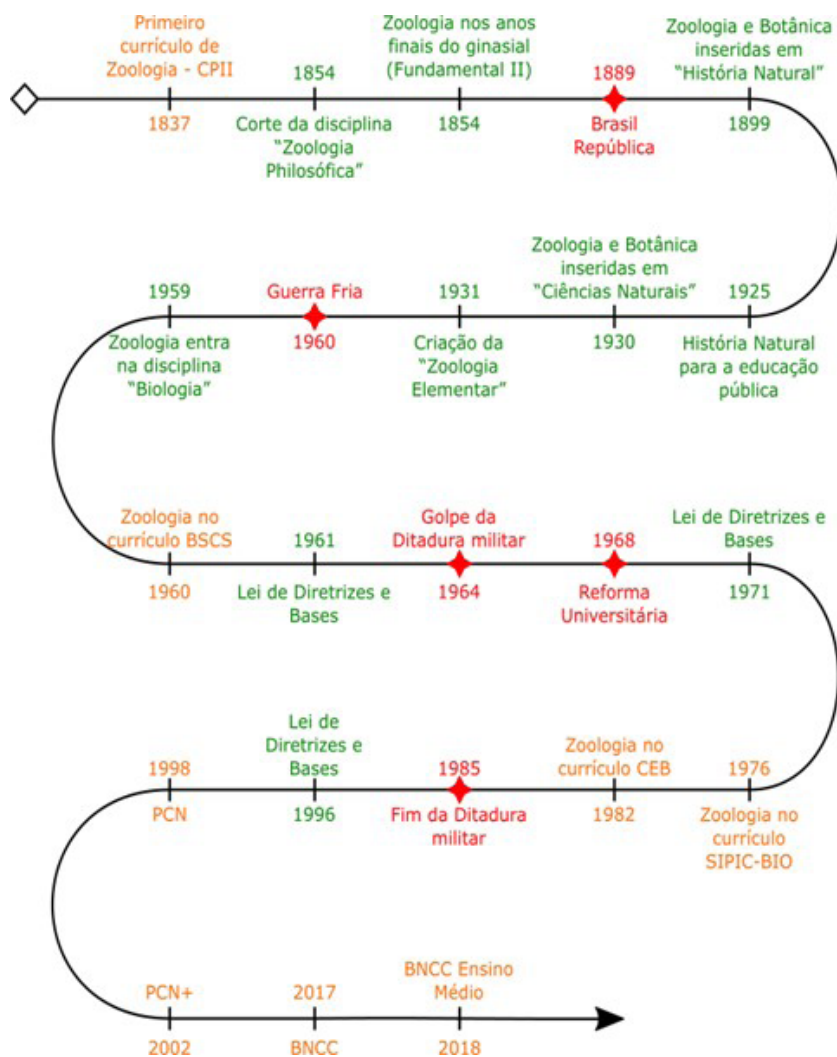 Primeiro
currículo de
Zoologia - CPII
1837
1854
Corte da disciplina
“Zoologia
Philosófica”
Zoologia nos anos
finais do ginasial
(Fundamental II)
1854
1889
Brasil
República
Zoologia e Botânica
inseridas em
“História Natural”
1899
1925
História Natural
para a educação
pública
Zoologia e Botânica
inseridas em
“Ciências Naturais”
1930
1931
Criação da
“Zoologia
Elementar”
Guerra Fria
1960
1959
Zoologia entra
na disciplina
“Biologia”
Zoologia no
currículo BSCS
1960
1961
Lei de Diretrizes e
Bases
Golpe da
Ditadura militar
1964
1968
Reforma
Universitária
Lei de Diretrizes e
Bases
1971
1976
Zoologia no
currículo
SIPIC-BIO
Zoologia no
currículo CEB
1982
1985
Fim da Ditadura
militar
Lei de
Diretrizes e
Bases
1996
1998
PCN
PCN+
2002
2017
BNCC
BNCC Ensino
Médio
2018